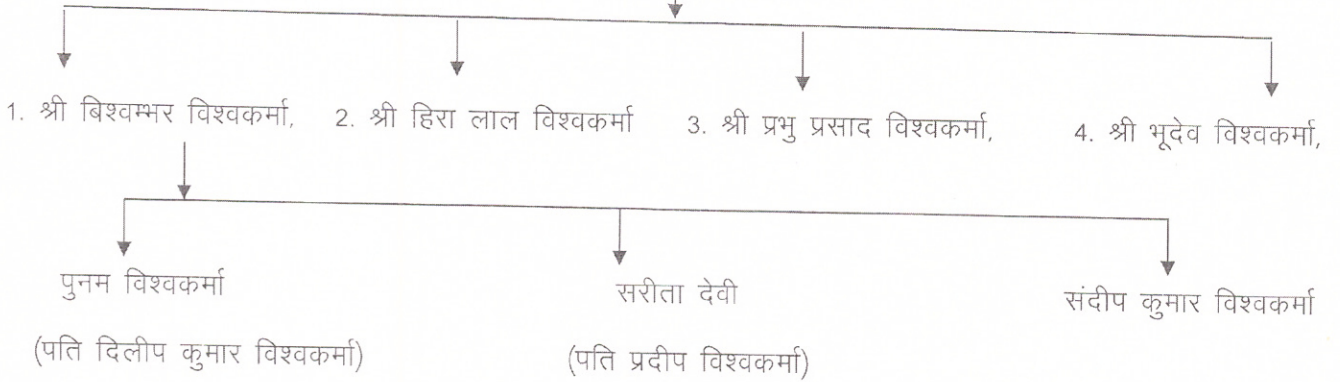 1. श्री बिश्वम्भर विश्वकर्मा, 2. श्री हिरा लाल विश्वकर्मा 3. श्री प्रभु प्रसाद विश्वकर्मा, 4. श्री भूदेव विश्वकर्मा,
पुनम विश्वकर्मा सरीता देवी संदीप कुमार विश्वकर्मा
(पति दिलीप कुमार विश्वकर्मा) (पति प्रदीप विश्वकर्मा)